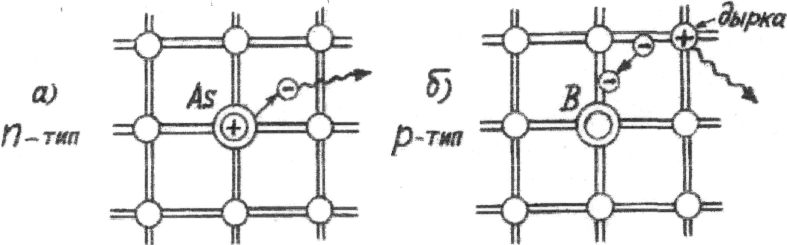 а)
n-тип
As
+
-
б)
p-тип
B
-
-
+
дырка